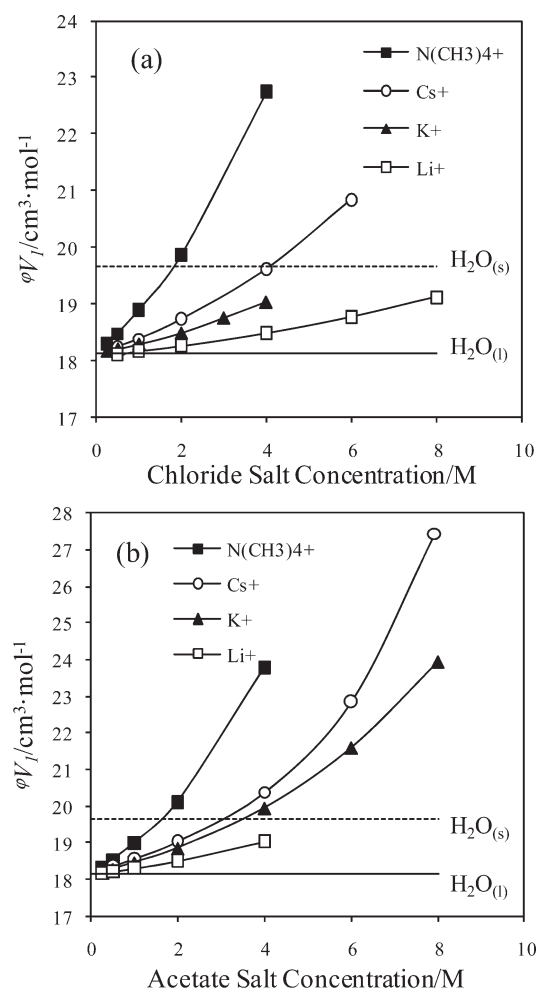 24
(a)
N(CH3)4+
23
Cs+
22
K+
21
Li+
φV1/cm³·mol⁻¹
20
H₂O(s)
19
18
H₂O(l)
17
0 2 4 6 8 10
Chloride Salt Concentration/M
28
(b)
N(CH3)4+
27
Cs+
26
K+
25
Li+
24
φV1/cm³·mol⁻¹
23
22
21
20
H₂O(s)
19
18
H₂O(l)
17
0 2 4 6 8 10
Acetate Salt Concentration/M